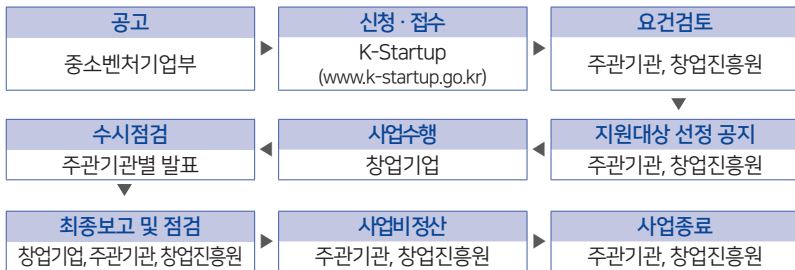 공고
중소벤처기업부
신청 · 접수
K-Startup
(www.k-startup.go.kr)
요건검토
주관기관, 창업진흥원
지원대상 선정 공지
주관기관, 창업진흥원
사업수행
창업기업
수시점검
주관기관별 발표
최종보고 및 점검
창업기업, 주관기관, 창업진흥원
사업비정산
주관기관, 창업진흥원
사업종료
주관기관, 창업진흥원